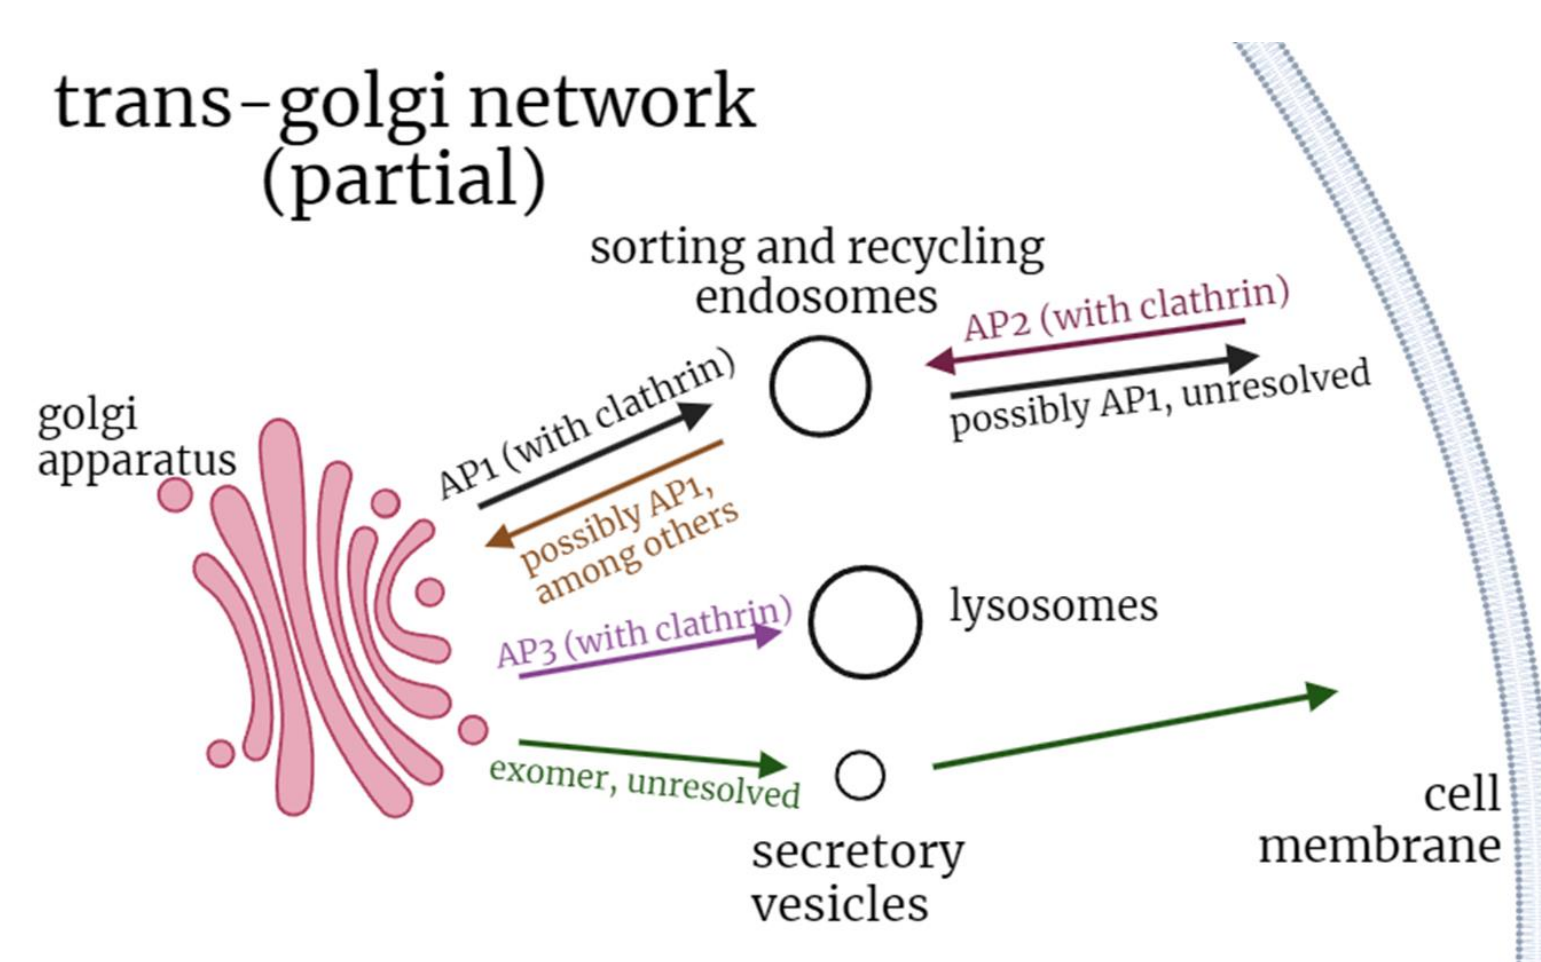 trans-golgi network
(partial)
sorting and recycling
endosomes
AP2 (with clathrin)
possibly AP1, unresolved
golgi
apparatus
AP1 (with clathrin)
possibly AP1,
among others
AP3 (with clathrin)
lysosomes
exomer, unresolved
secretory
vesicles
cell
membrane